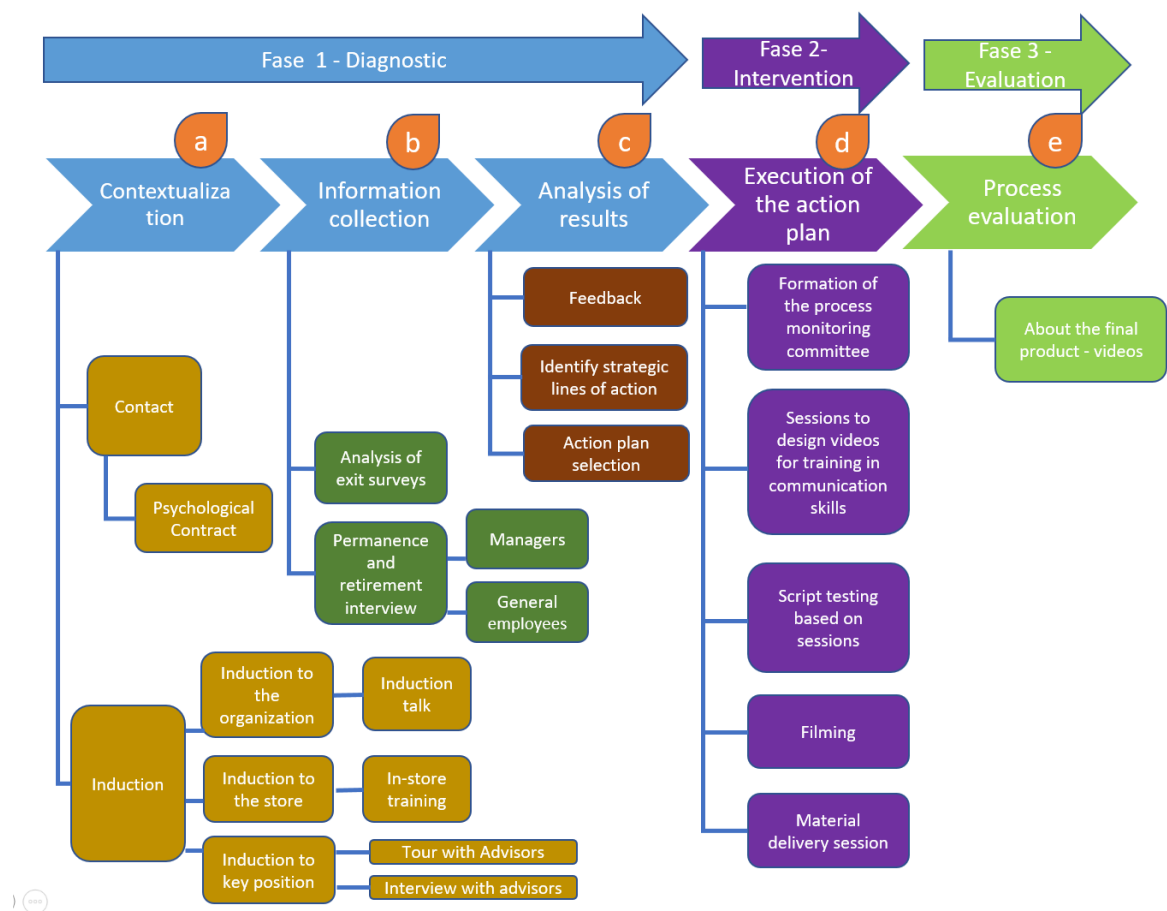 Fase 1 - Diagnostic
Fase 2-
Intervention
Fase 3 -
Evaluation
a
b
c
d
e
Contextualiza
tion
Information
collection
Analysis of
results
Execution of
the action
plan
Process
evaluation
Contact
Psychological
Contract
Induction
Induction to
the
organization
Induction
talk
Induction to
the store
In-store
training
Induction to
key position
Tour with Advisors
Interview with advisors
Analysis of
exit surveys
Permanence
and
retirement
interview
Managers
General
employees
Feedback
Identify strategic
lines of action
Action plan
selection
Formation of
the process
monitoring
committee
Sessions to
design videos
for training in
communication
skills
Script testing
based on
sessions
Filming
Material
delivery session
About the final
product - videos
)